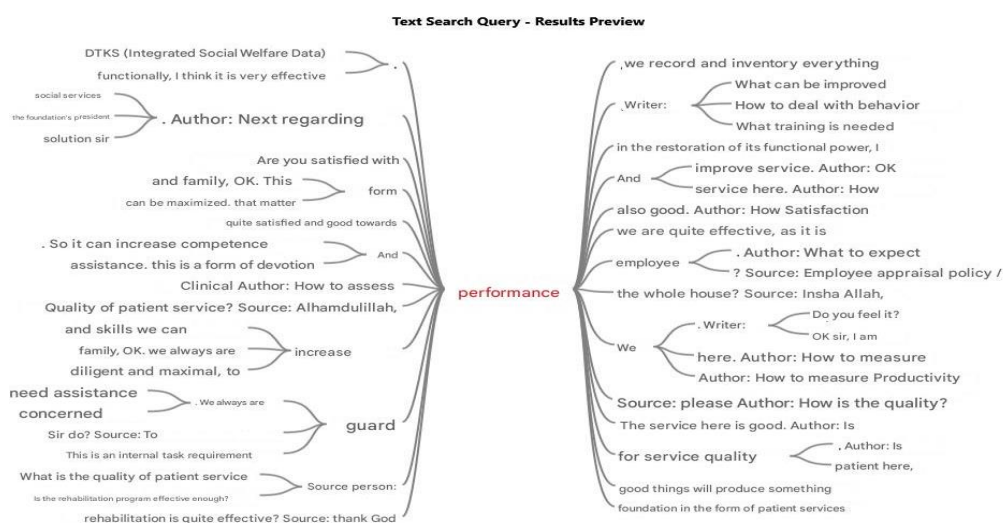 Text Search Query - Results Preview
DTKS (Integrated Social Welfare Data)
functionally, I think it is very effective
.
social services
the foundation's president
solution sir
. Author: Next regarding
Are you satisfied with
and family, OK. This
can be maximized. that matter
form
quite satisfied and good towards
. So it can increase competence
assistance. this is a form of devotion
And
Clinical Author: How to assess
Quality of patient service? Source: Alhamdulillah,
and skills we can
family, OK. we always are
diligent and maximal, to
increase
need assistance
concerned
. We always are
Sir do? Source: To
This is an internal task requirement
guard
What is the quality of patient service
Is the rehabilitation program effective enough?
Source person:
rehabilitation is quite effective? Source: thank God
performance
,we record and inventory everything
.Writer:
What can be improved
How to deal with behavior
What training is needed
in the restoration of its functional power, I
And
improve service. Author: OK
service here. Author: How
also good. Author: How Satisfaction
we are quite effective, as it is
employee
. Author: What to expect
? Source: Employee appraisal policy /
the whole house? Source: Insha Allah,
We
. Writer:
Do you feel it?
OK sir, I am
here. Author: How to measure
Author: How to measure Productivity
Source: please Author: How is the quality?
The service here is good. Author: Is
for service quality
, Author: Is
patient here,
good things will produce something
foundation in the form of patient services